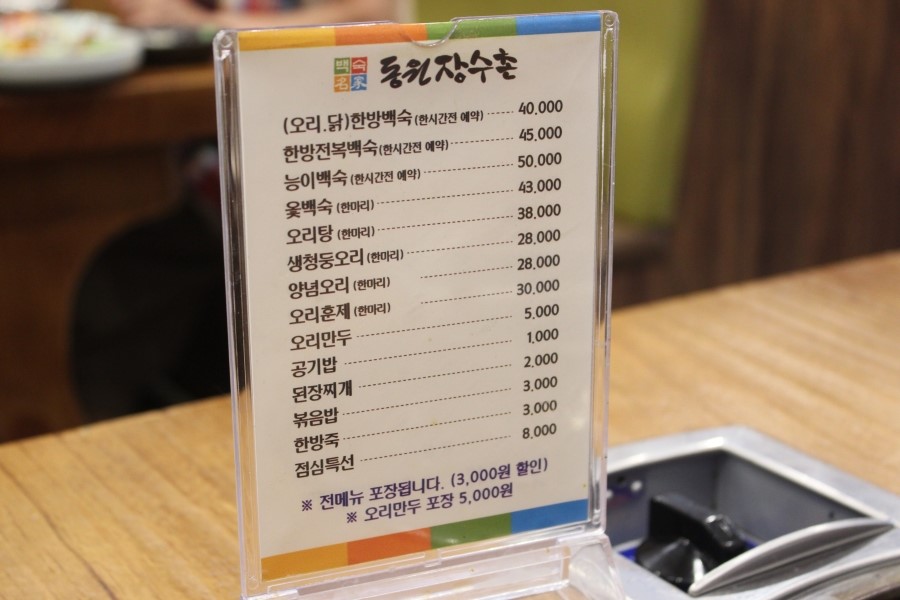 백숙
名家
동원장수촌
(오리.닭)한방백숙(한시간전 예약) 40,000
한방전복백숙(한시간전 예약) 45,000
능이백숙 (한시간전 예약) 50,000
옻백숙 (한마리) 43,000
오리탕 (한마리) 38,000
생청둥오리 (한마리) 28,000
양념오리 (한마리) 28,000
오리훈제 (한마리) 30,000
오리만두 5,000
공기밥 1,000
된장찌개 2,000
볶음밥 3,000
한방죽 3,000
점심특선 8,000
※ 전메뉴 포장됩니다. (3,000원 할인)
※ 오리만두 포장 5,000원